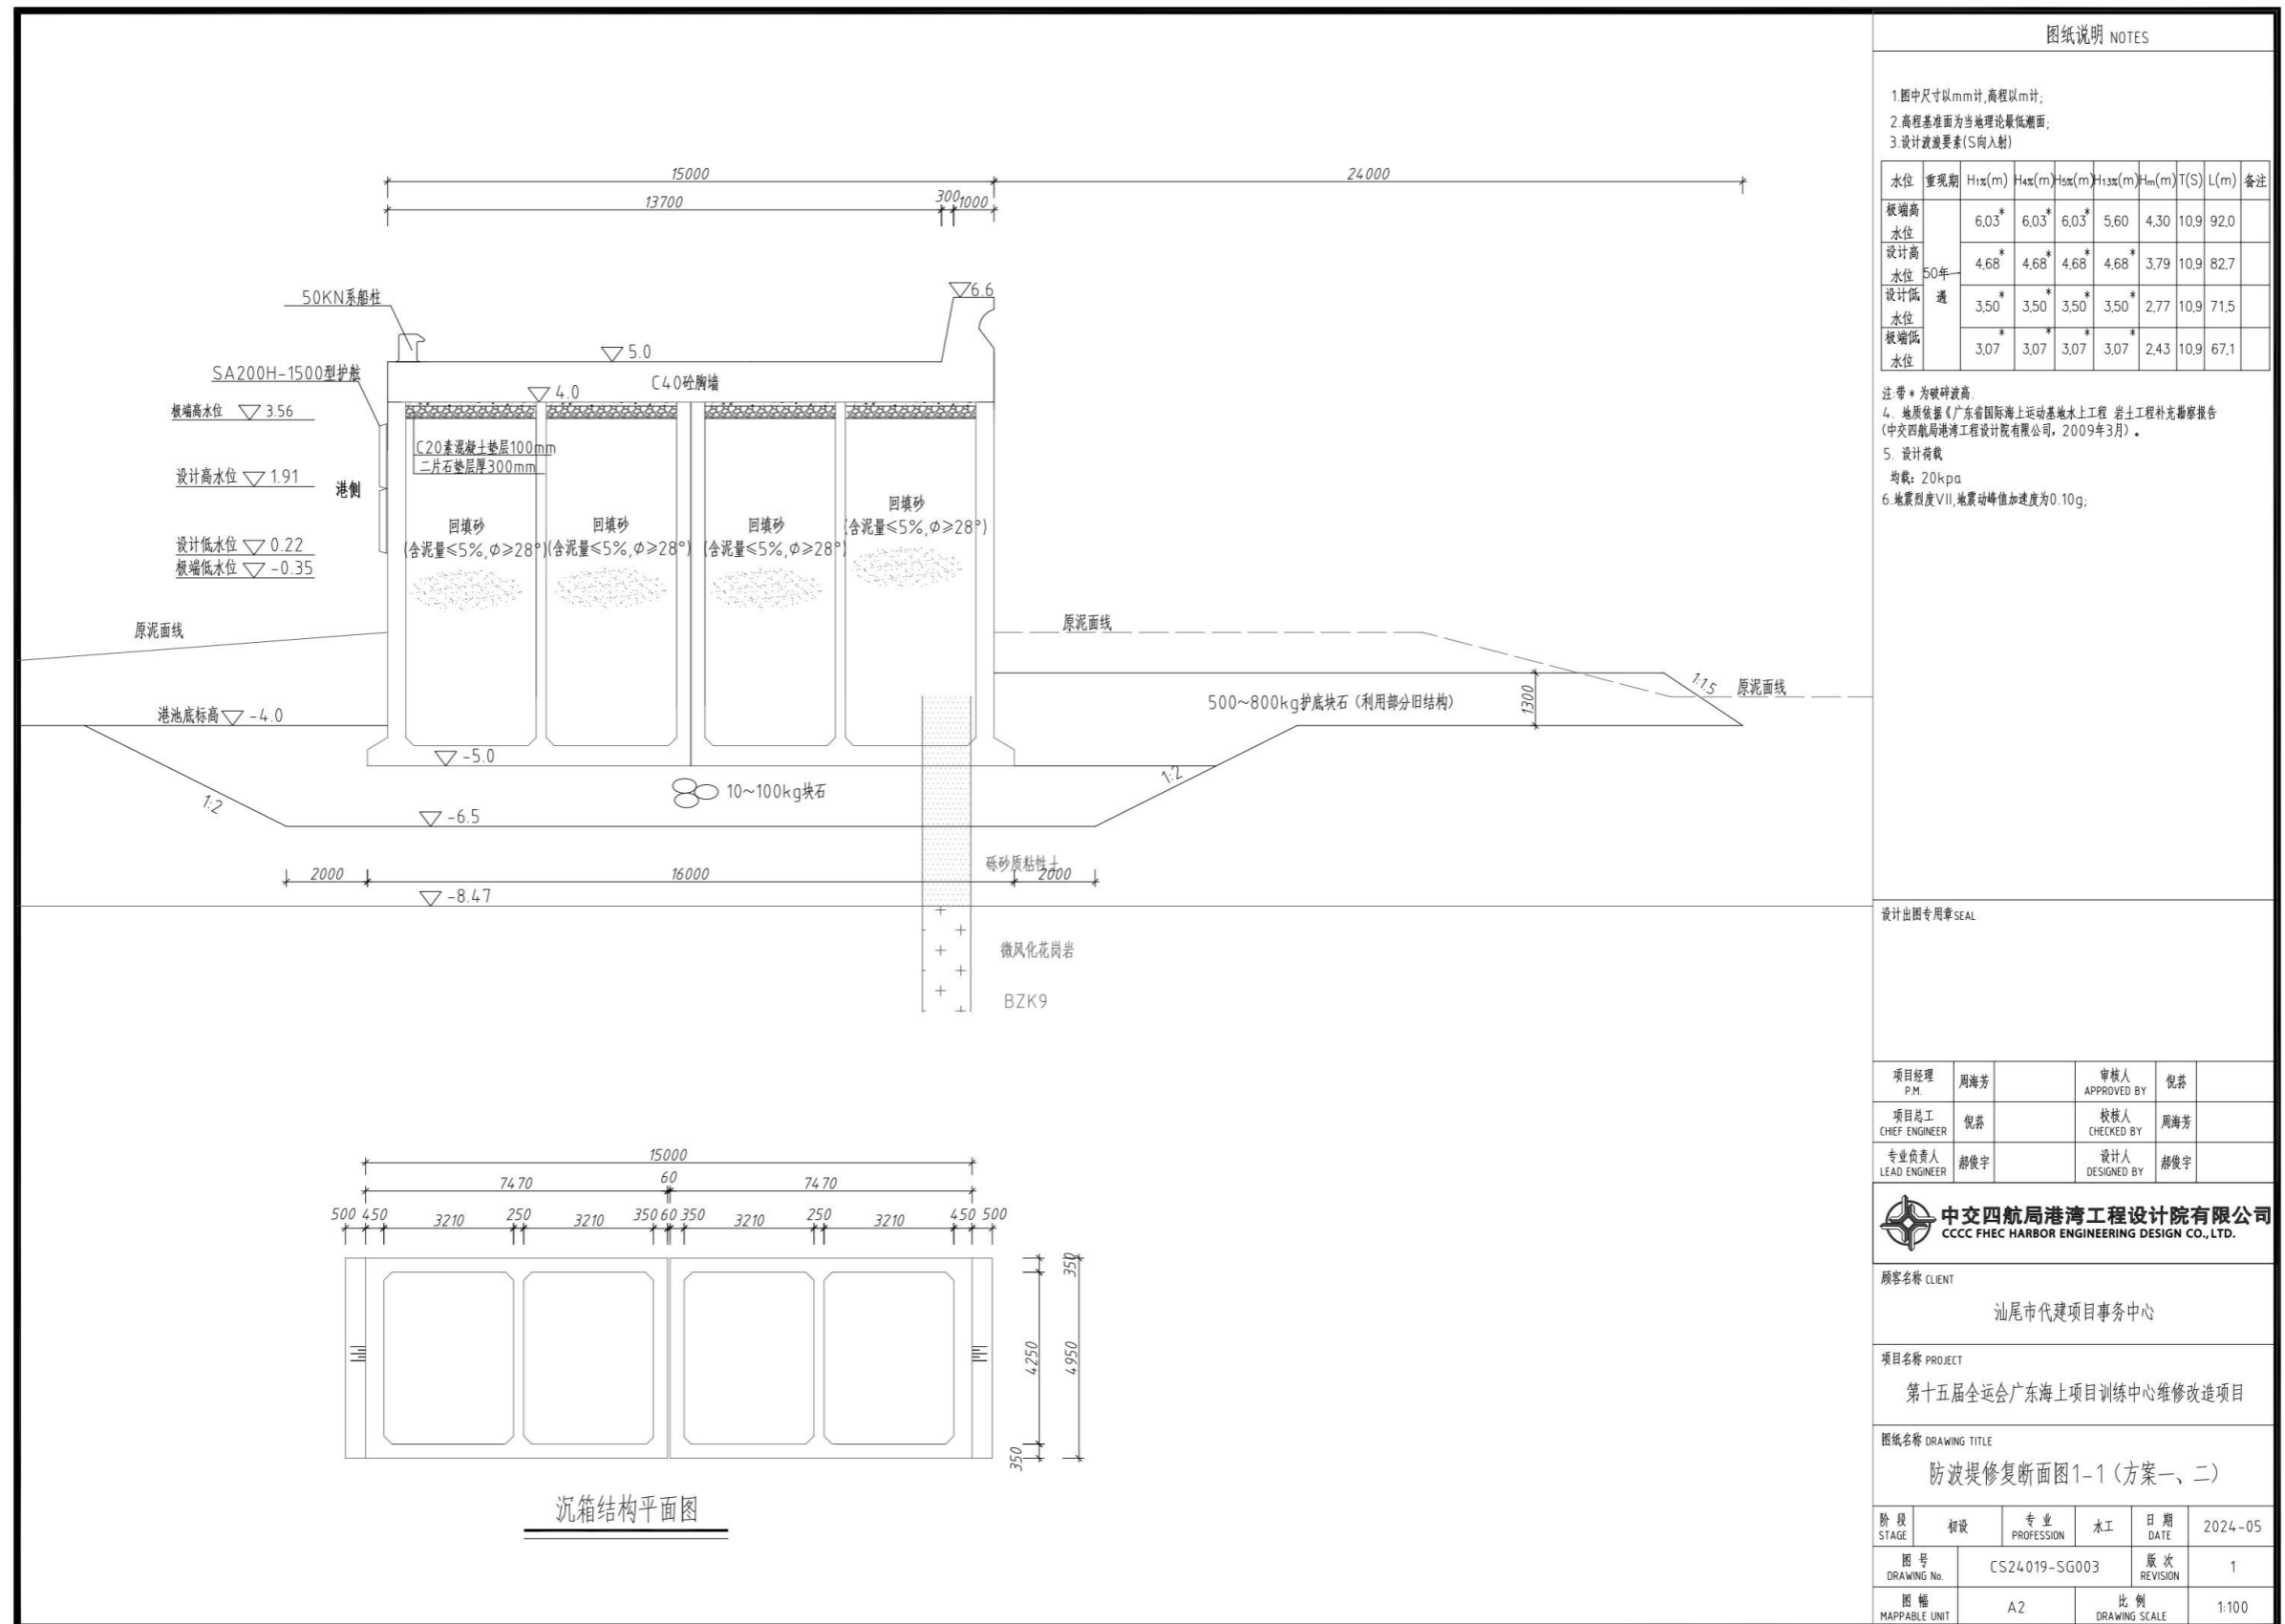 15000
24000
13700
300
1000
50KN系船柱
6.6
5.0
SA200H-1500型护舷
C40砼胸墙
4.0
极端高水位 3.56
C20素混凝土垫层100mm
二片石垫层厚300mm
设计高水位 1.91
港侧
回填砂
(含泥量≤5%,Φ≥28°)
回填砂
(含泥量≤5%,Φ≥28°)
回填砂
(含泥量≤5%,Φ≥28°)
回填砂
(含泥量≤5%,Φ≥28°)
设计低水位 0.22
极端低水位 -0.35
原泥面线
原泥面线
原泥面线
1:1.5
500~800kg护底块石（利用部分旧结构）
1300
港池底标高 -4.0
-5.0
1:2
1:2
10~100kg块石
-6.5
砾砂质粘性土
2000
16000
2000
-8.47
微风化花岗岩
BZK9
15000
7470
60
7470
500 450 3210 250 3210 350 60 350 3210 250 3210 450 500
350
4250
4950
350
沉箱结构平面图
图纸说明 NOTES
1.图中尺寸以mm计,高程以m计;
2.高程基准面为当地理论最低潮面;
3.设计波浪要素(S向入射)
水位 重现期 H1%(m) H4%(m) H5%(m) H13%(m) Hm(m) T(S) L(m) 备注
极端高水位 50年一遇 6.03* 6.03* 6.03* 5.60 4.30 10.9 92.0
设计高水位 4.68* 4.68* 4.68* 4.68* 3.79 10.9 82.7
设计低水位 3.50* 3.50* 3.50* 3.50* 2.77 10.9 71.5
极端低水位 3.07* 3.07* 3.07* 3.07* 2.43 10.9 67.1
注:带*为破碎波高.
4. 地质依据《广东省国际海上运动基地水上工程 岩土工程补充勘察报告
(中交四航局港湾工程设计院有限公司，2009年3月)。
5. 设计荷载
均载: 20kpa
6.地震烈度VII,地震动峰值加速度为0.10g;
设计出图专用章SEAL
项目经理 P.M. 周海芳 审核人 APPROVED BY 倪荪
项目总工 CHIEF ENGINEER 倪荪 校核人 CHECKED BY 周海芳
专业负责人 LEAD ENGINEER 郝俊宇 设计人 DESIGNED BY 郝俊宇
中交四航局港湾工程设计院有限公司
CCCC FHEC HARBOR ENGINEERING DESIGN CO.,LTD.
顾客名称 CLIENT
汕尾市代建项目事务中心
项目名称 PROJECT
第十五届全运会广东海上项目训练中心维修改造项目
图纸名称 DRAWING TITLE
防波堤修复断面图1-1（方案一、二）
阶段 STAGE 初设 专业 PROFESSION 水工 日期 DATE 2024-05
图号 DRAWING No. CS24019-SG003 版次 REVISION 1
图幅 MAPPABLE UNIT A2 比例 DRAWING SCALE 1:100